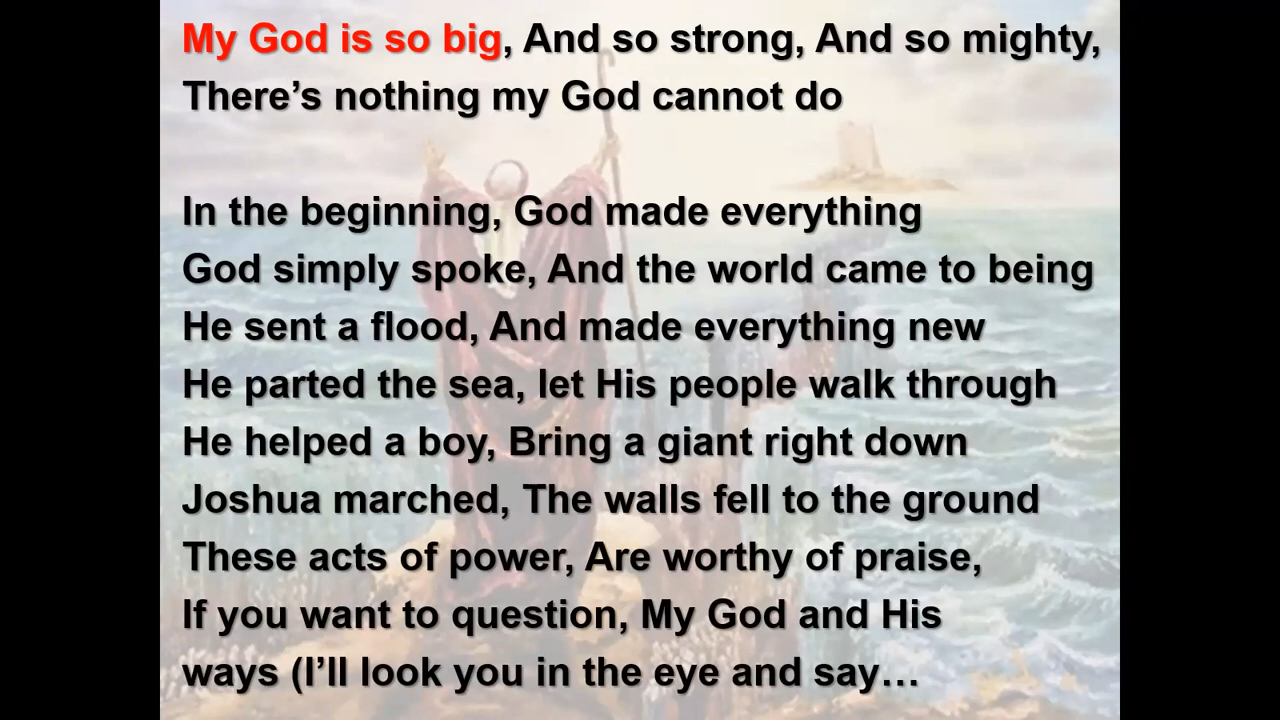 My God is so big, And so strong, And so mighty,
There’s nothing my God cannot do
In the beginning, God made everything
God simply spoke, And the world came to being
He sent a flood, And made everything new
He parted the sea, let His people walk through
He helped a boy, Bring a giant right down
Joshua marched, The walls fell to the ground
These acts of power, Are worthy of praise,
If you want to question, My God and His
ways (I’ll look you in the eye and say…